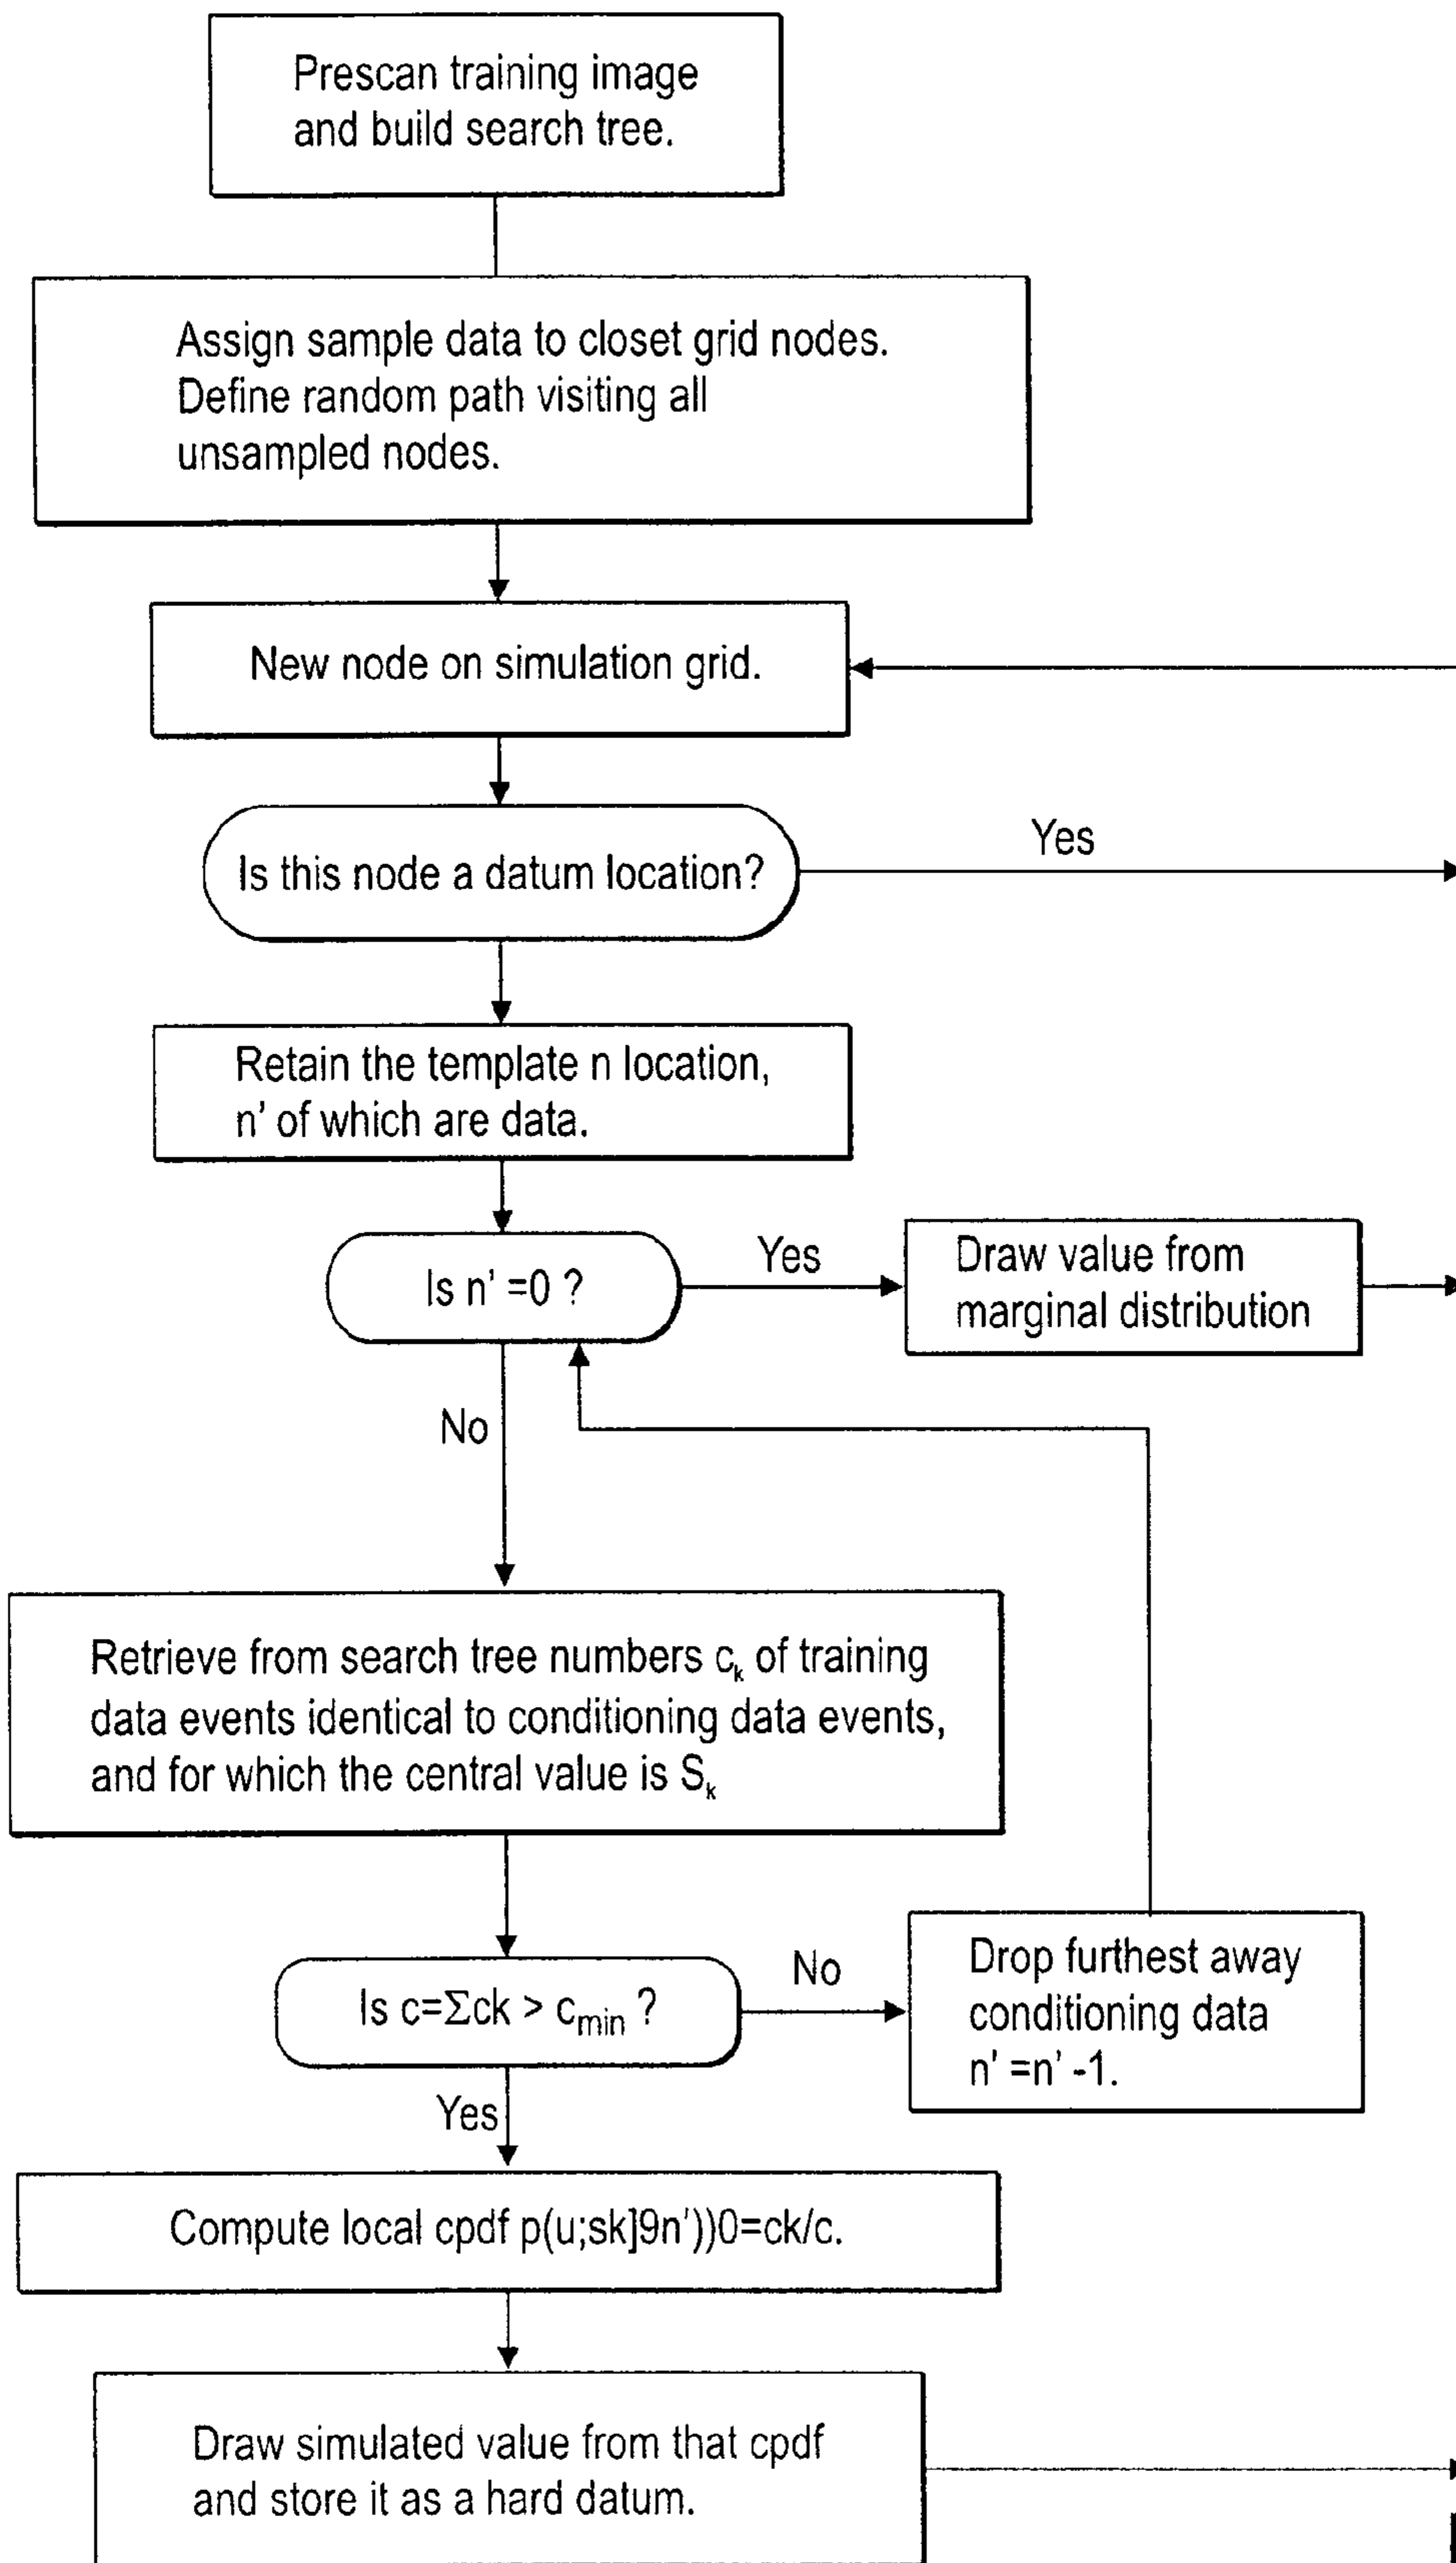 Prescan training image
and build search tree.
Assign sample data to closet grid nodes.
Define random path visiting all
unsampled nodes.
New node on simulation grid.
Is this node a datum location?
Yes
Retain the template n location,
n' of which are data.
Is n' =0 ?
Yes
Draw value from
marginal distribution
No
Retrieve from search tree numbers cₖ of training
data events identical to conditioning data events,
and for which the central value is Sₖ
Is c=Σck > cmin ?
No
Drop furthest away
conditioning data
n' =n' -1.
Yes
Compute local cpdf p(u;sk]9n'))0=ck/c.
Draw simulated value from that cpdf
and store it as a hard datum.